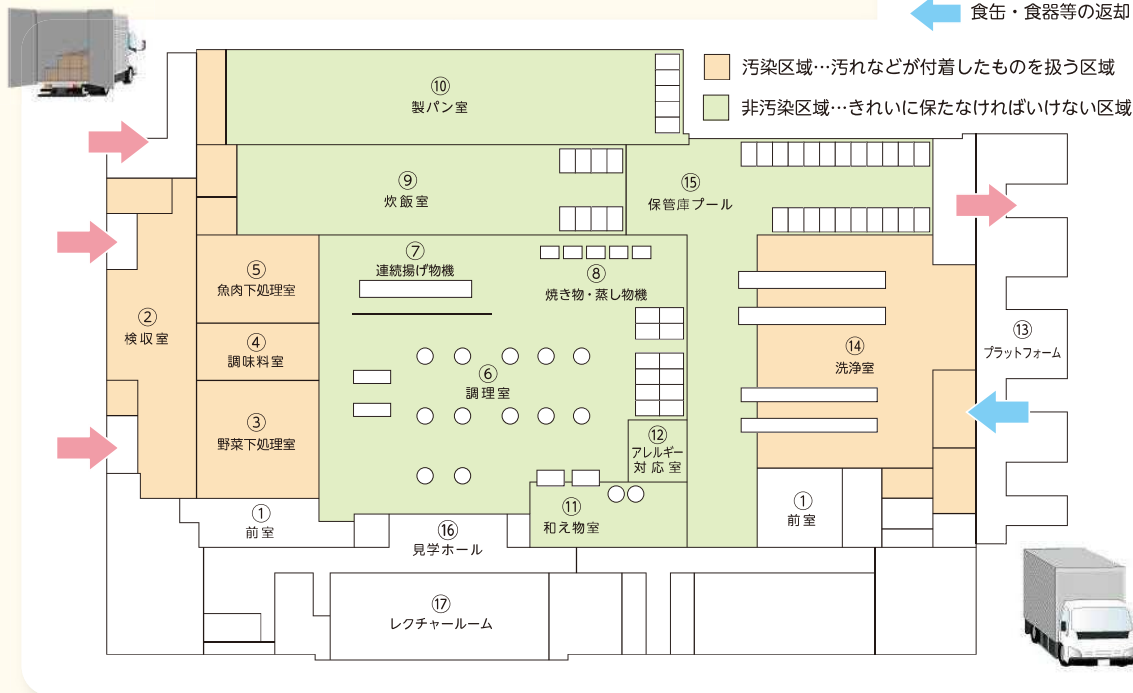 食缶・食器等の返却
汚染区域…汚れなどが付着したものを扱う区域
非汚染区域…きれいに保たなければいけない区域
⑩
製パン室
⑨
炊飯室
⑮
保管庫プール
⑦
連続揚げ物機
⑧
焼き物・蒸し物機
⑤
魚肉下処理室
②
検収室
④
調味料室
⑥
調理室
③
野菜下処理室
⑬
プラットフォーム
⑭
洗浄室
⑫
アレルギー
対応室
⑪
和え物室
①
前室
①
前室
⑯
見学ホール
⑰
レクチャールーム